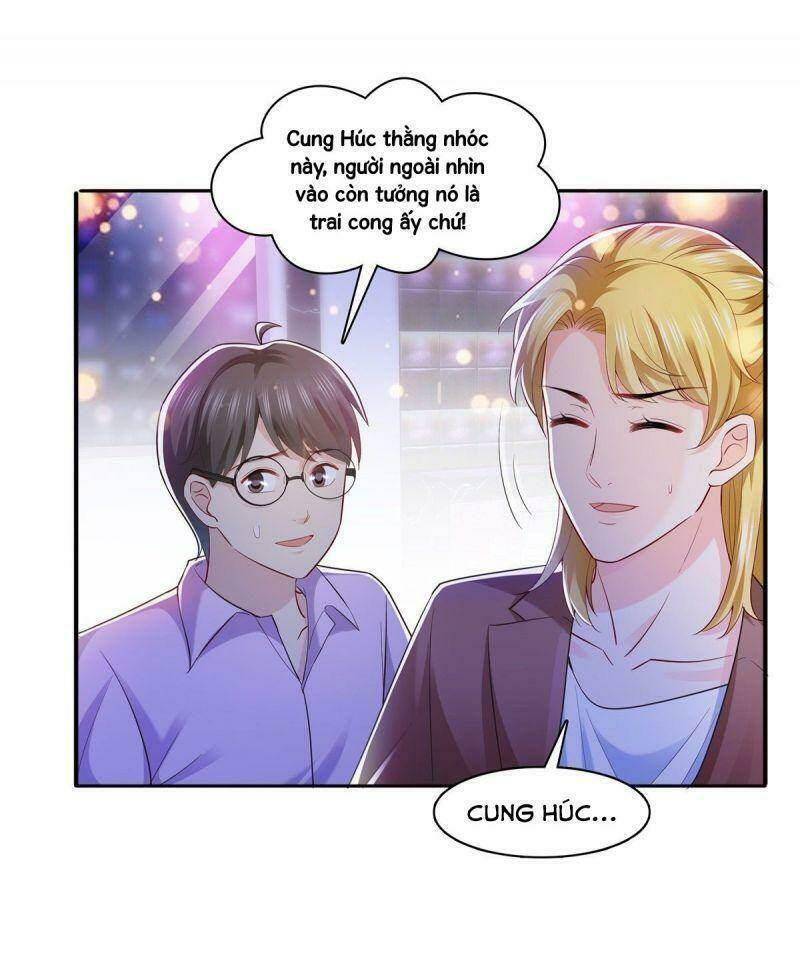 Cung Húc thằng nhóc
này, người ngoài nhìn
vào còn tưởng nó là
trai cong ấy chứ!
CUNG HÚC...